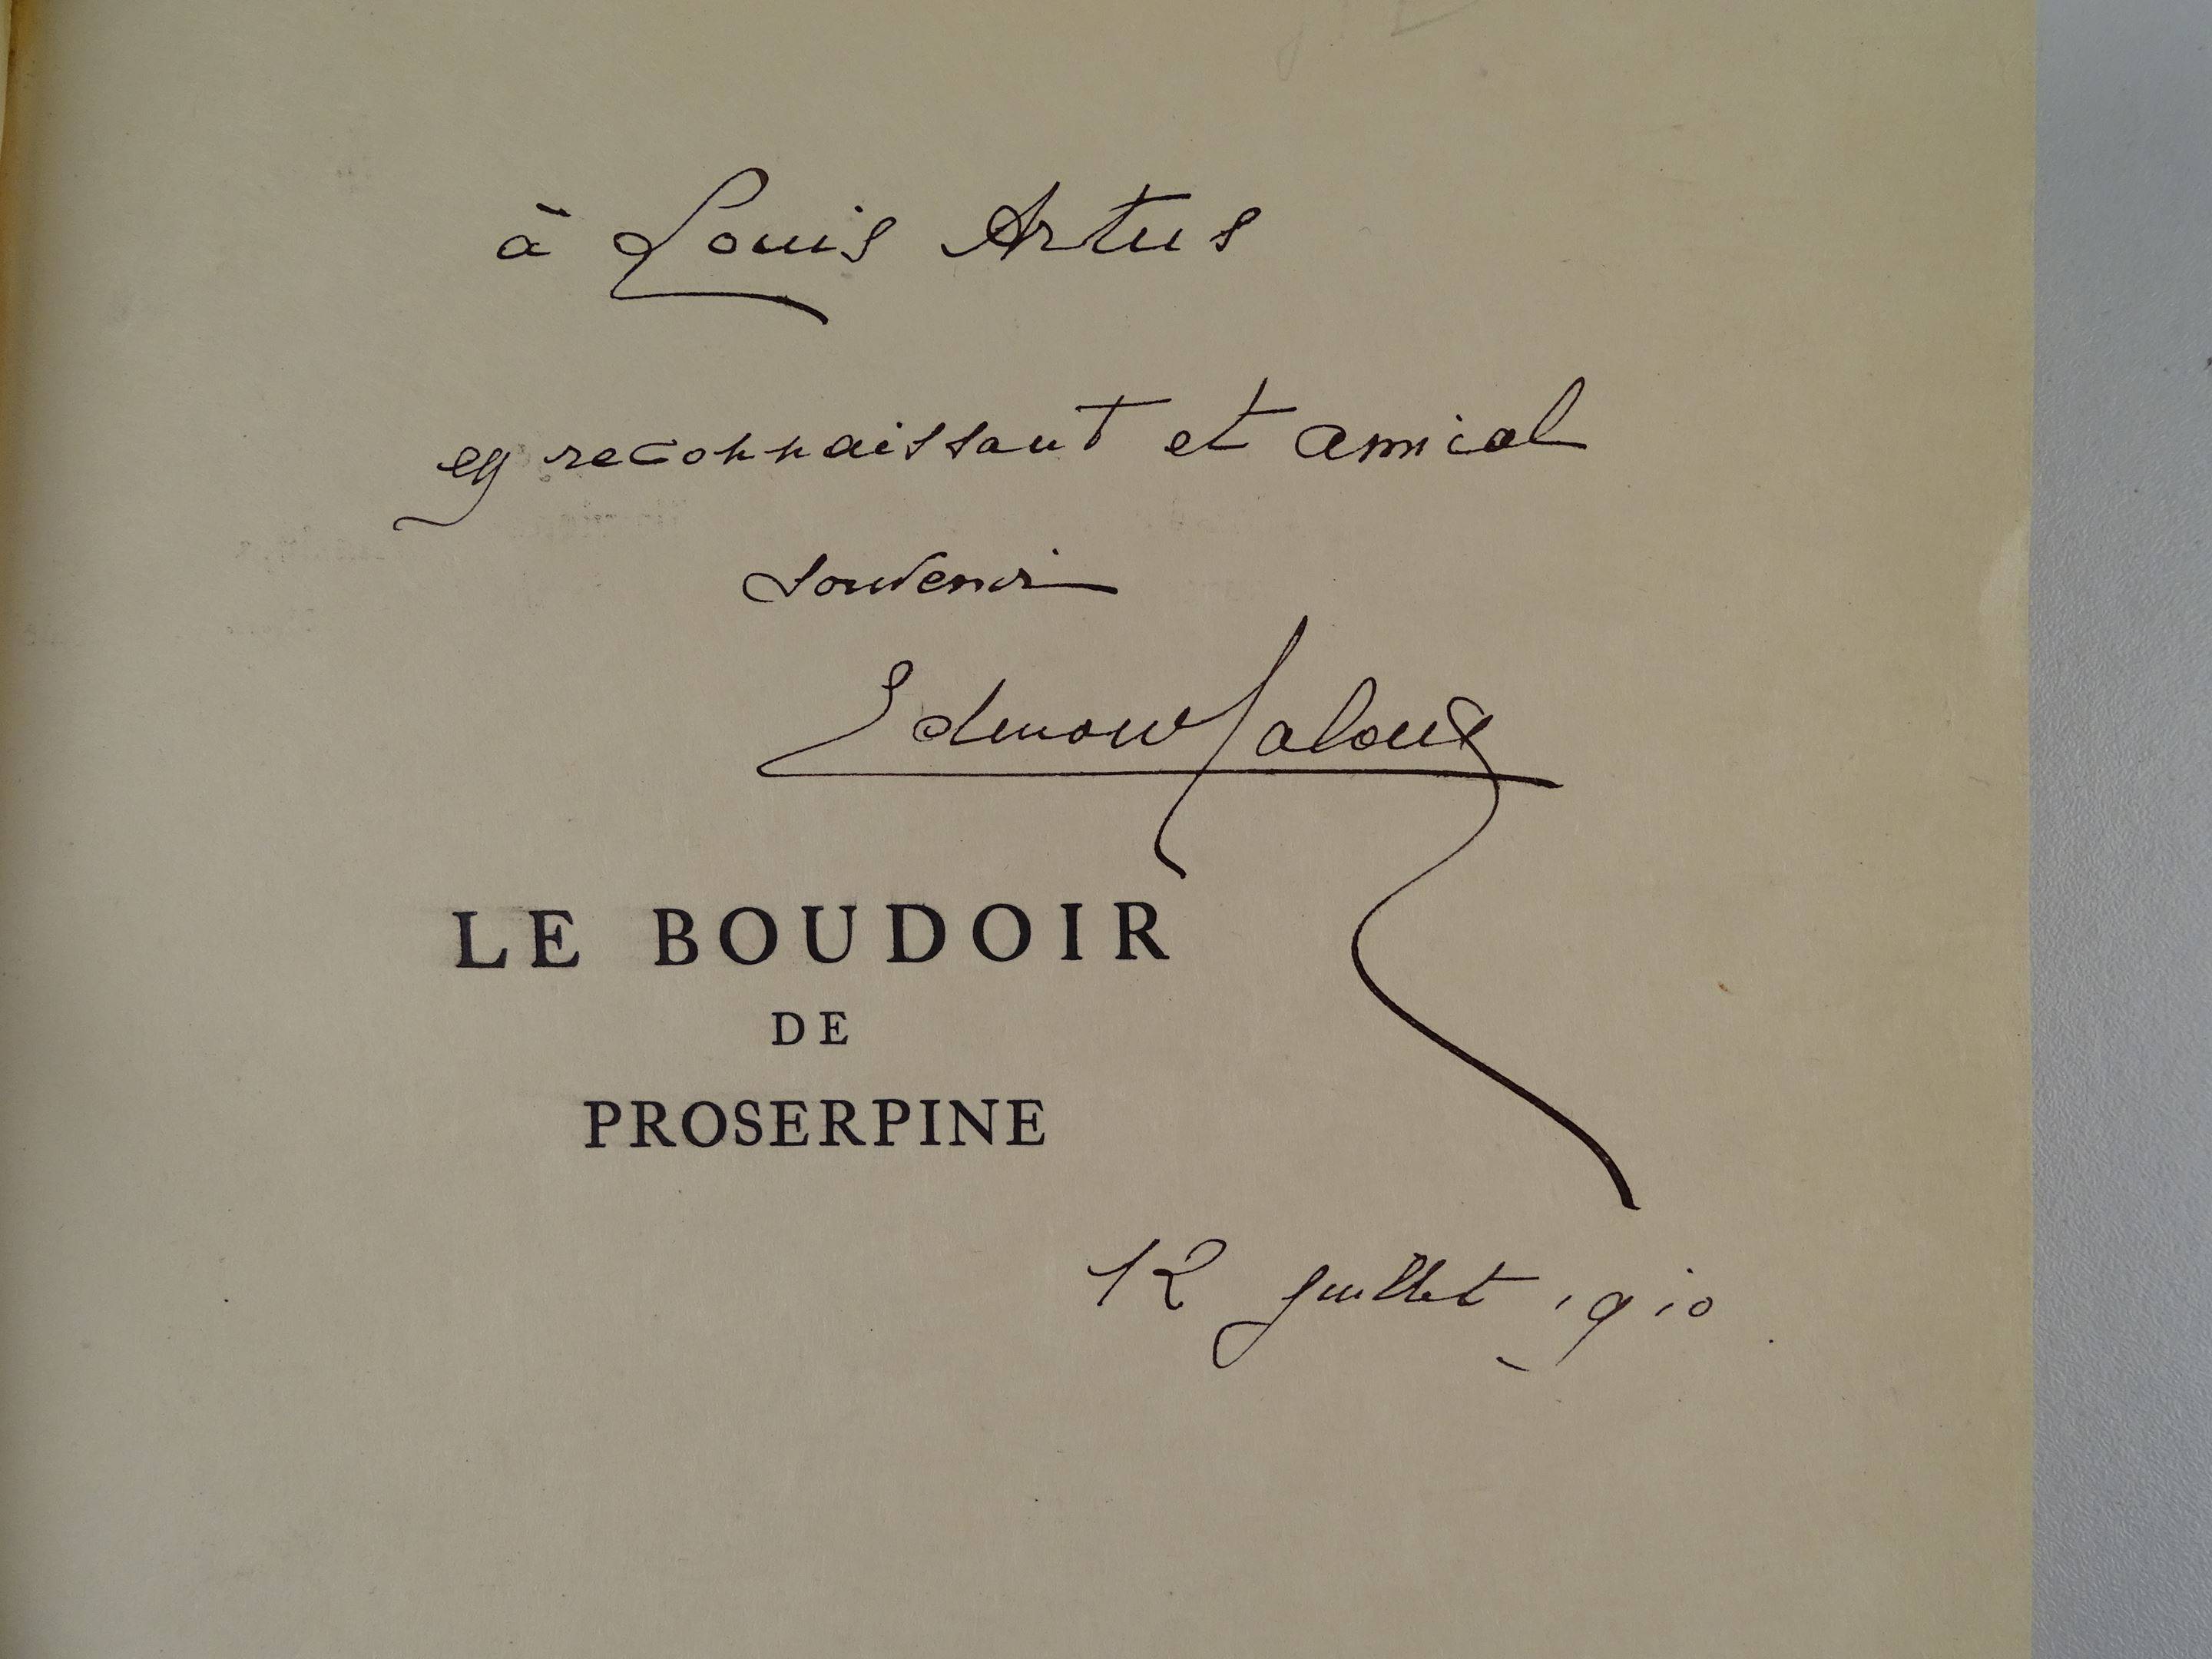 à Louis Artus
en reconnaissant et amical
souvenir
Edmond Jaloux
LE BOUDOIR
DE
PROSERPINE
12 juillet 1910